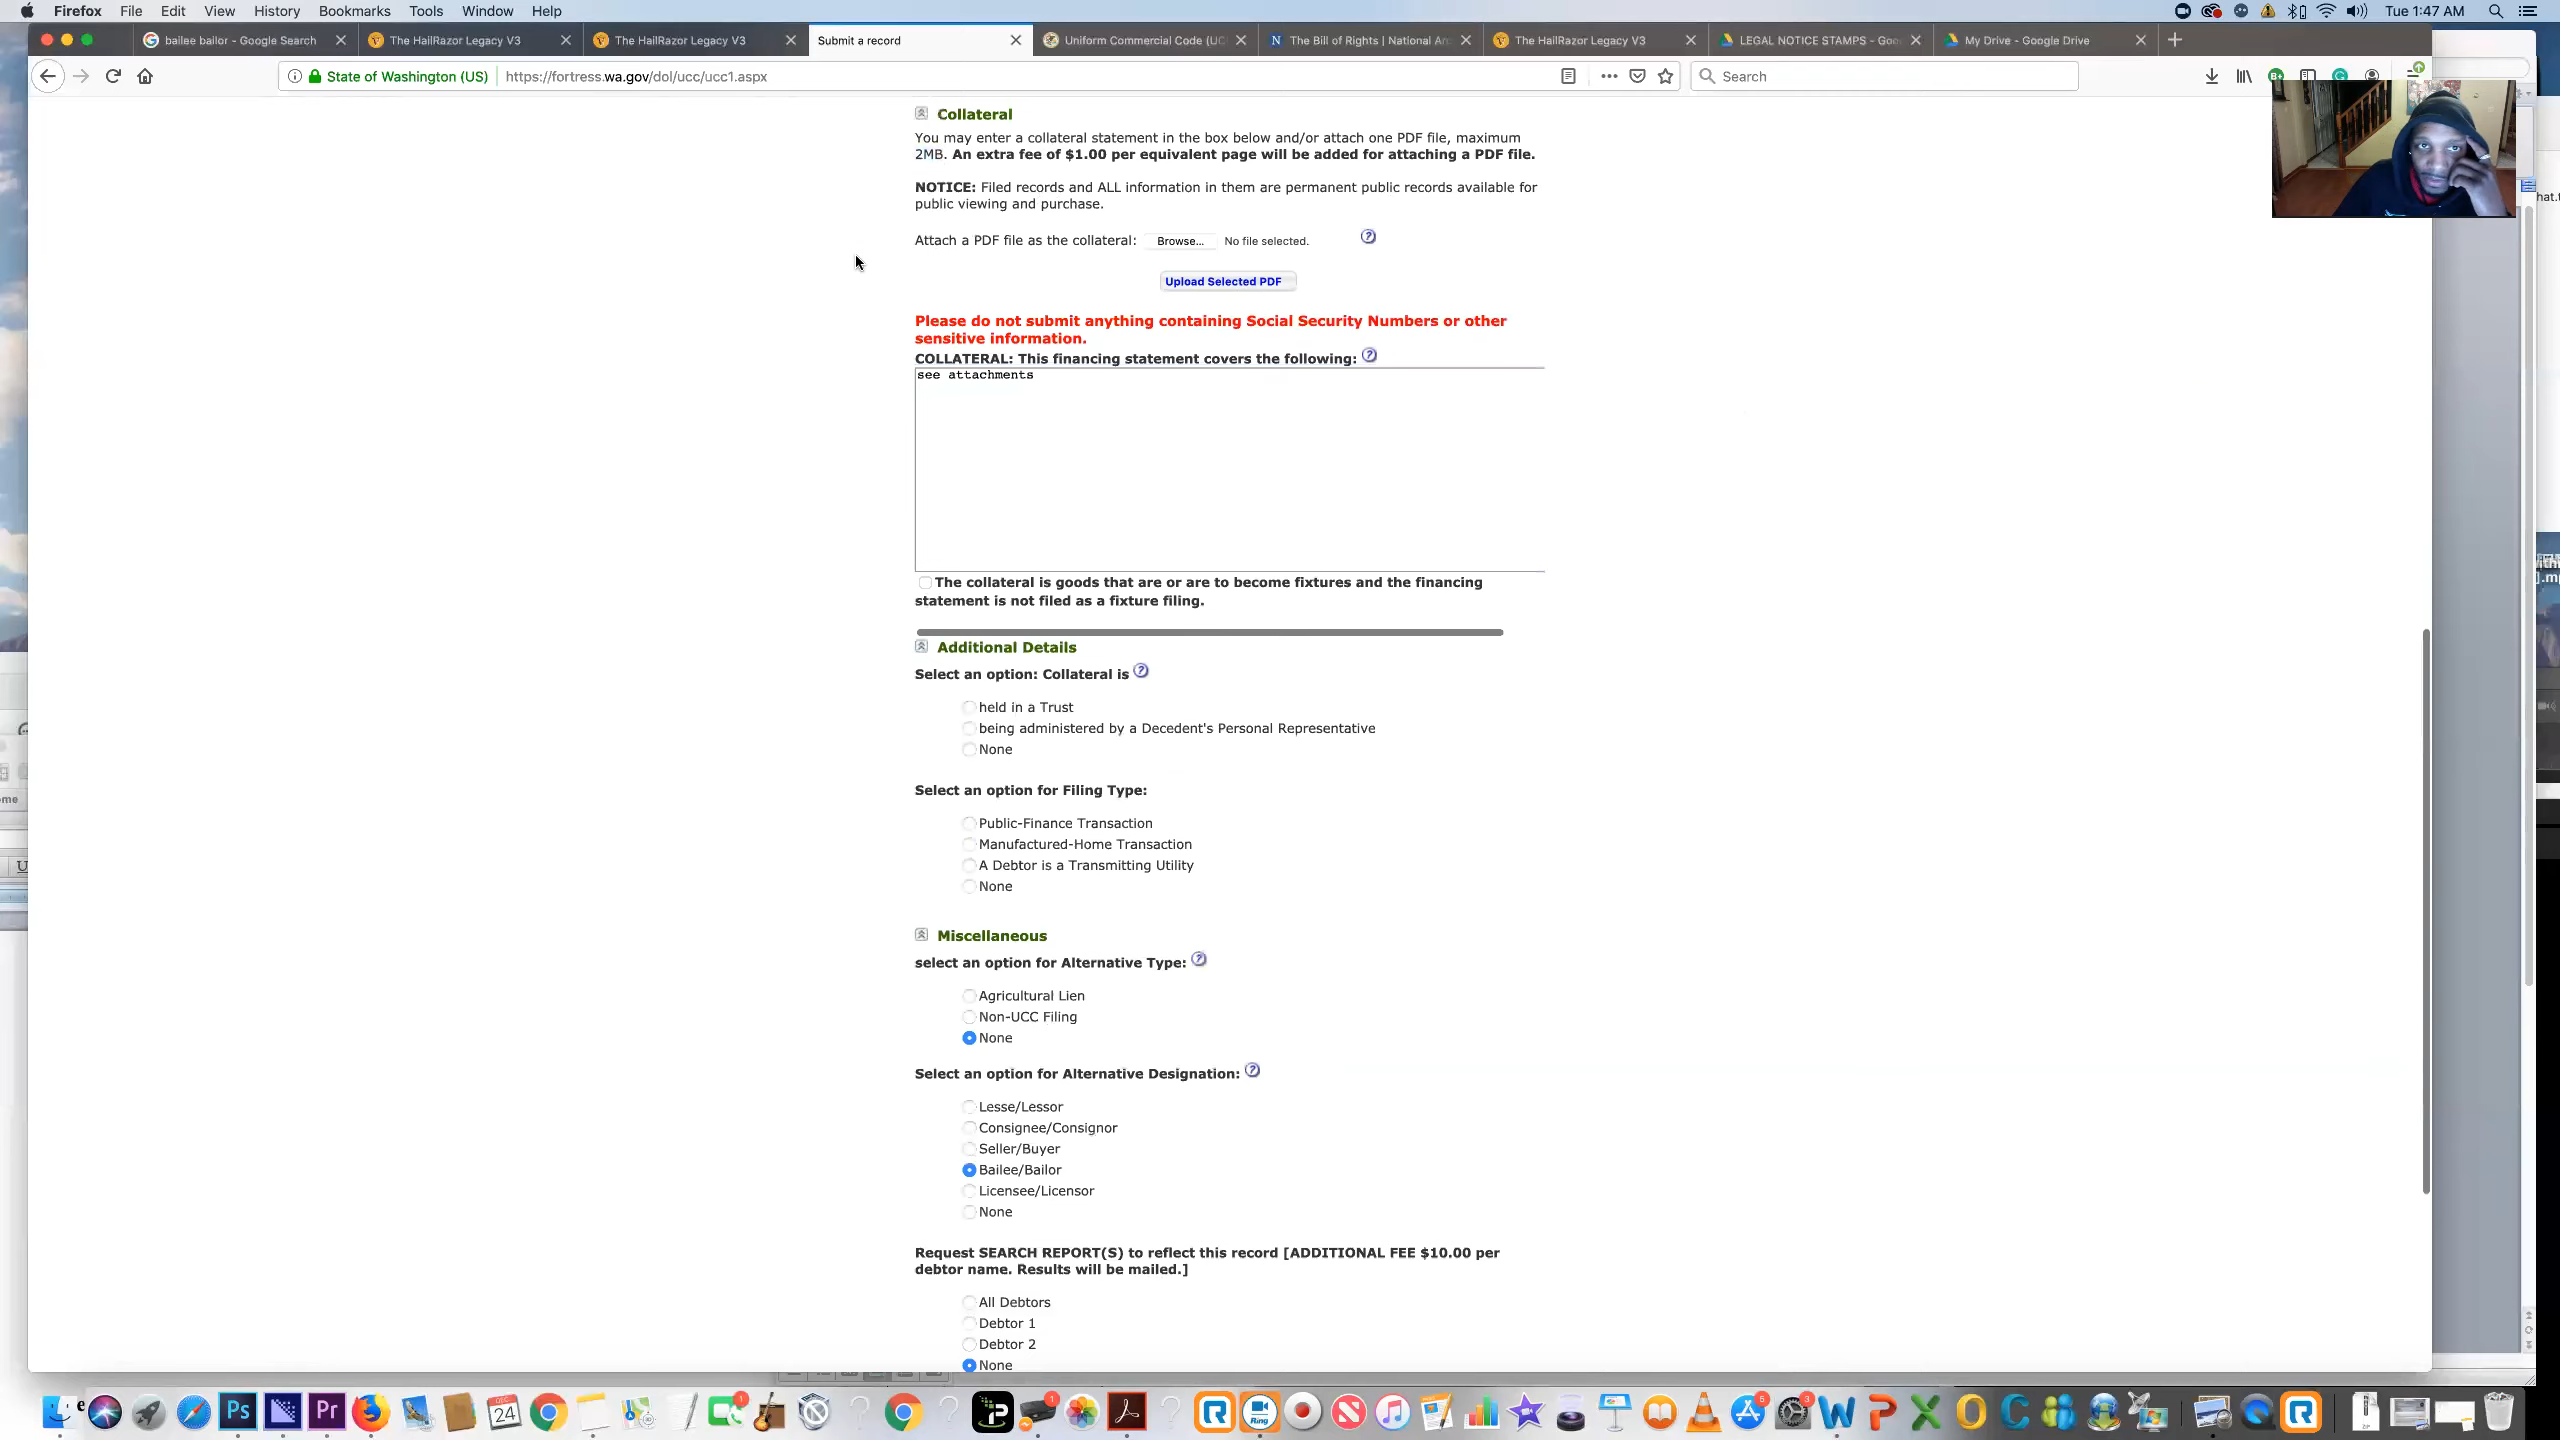 Firefox File Edit View History Bookmarks Tools Window Help Tue 1:47 AM
bailee bailor - Google Search The HailRazor Legacy V3 The HailRazor Legacy V3 Submit a record Uniform Commercial Code (UC The Bill of Rights | National Arc The HailRazor Legacy V3 LEGAL NOTICE STAMPS - Goo My Drive - Google Drive
State of Washington (US) https://fortress.wa.gov/dol/ucc/ucc1.aspx Search
Collateral
You may enter a collateral statement in the box below and/or attach one PDF file, maximum
2MB. An extra fee of $1.00 per equivalent page will be added for attaching a PDF file.
NOTICE: Filed records and ALL information in them are permanent public records available for
public viewing and purchase.
Attach a PDF file as the collateral: Browse... No file selected.
Upload Selected PDF
Please do not submit anything containing Social Security Numbers or other
sensitive information.
COLLATERAL: This financing statement covers the following:
see attachments
The collateral is goods that are or are to become fixtures and the financing
statement is not filed as a fixture filing.
Additional Details
Select an option: Collateral is
held in a Trust
being administered by a Decedent's Personal Representative
None
Select an option for Filing Type:
Public-Finance Transaction
Manufactured-Home Transaction
A Debtor is a Transmitting Utility
None
Miscellaneous
select an option for Alternative Type:
Agricultural Lien
Non-UCC Filing
None
Select an option for Alternative Designation:
Lesse/Lessor
Consignee/Consignor
Seller/Buyer
Bailee/Bailor
Licensee/Licensor
None
Request SEARCH REPORT(S) to reflect this record [ADDITIONAL FEE $10.00 per
debtor name. Results will be mailed.]
All Debtors
Debtor 1
Debtor 2
None